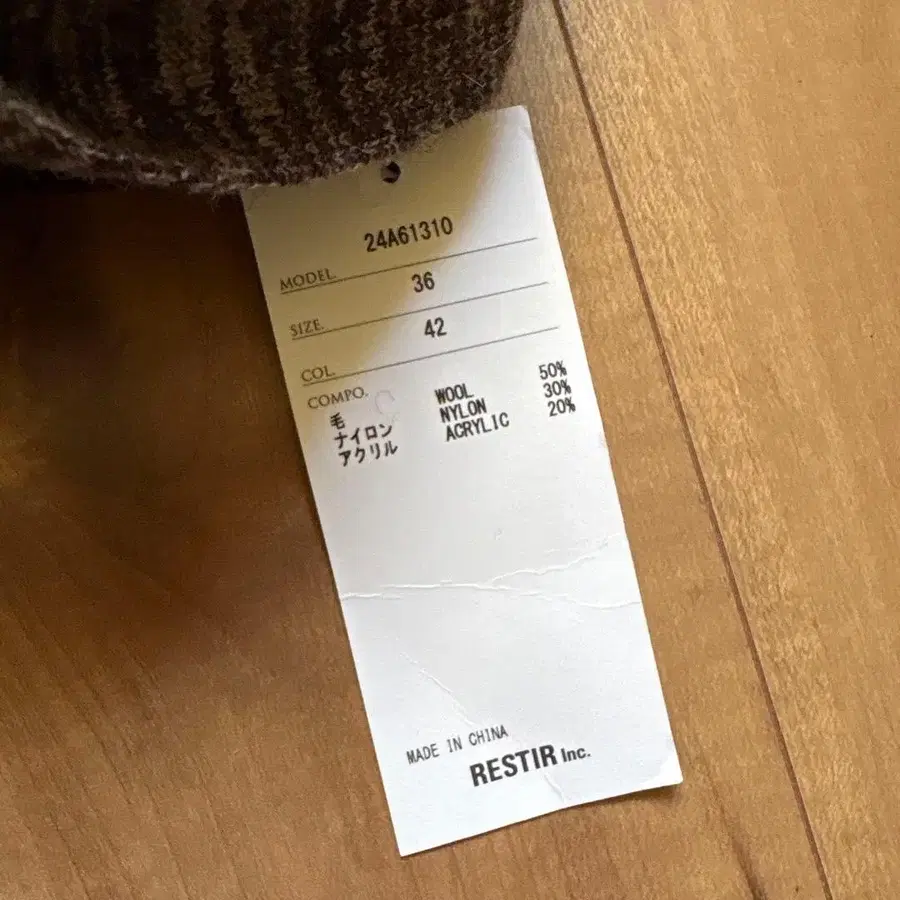 24A61310
MODEL.
36
SIZE.
42
COL.
COMPO.
毛 WOOL 50%
ナイロン NYLON 30%
アクリル ACRYLIC 20%
MADE IN CHINA
RESTIR Inc.